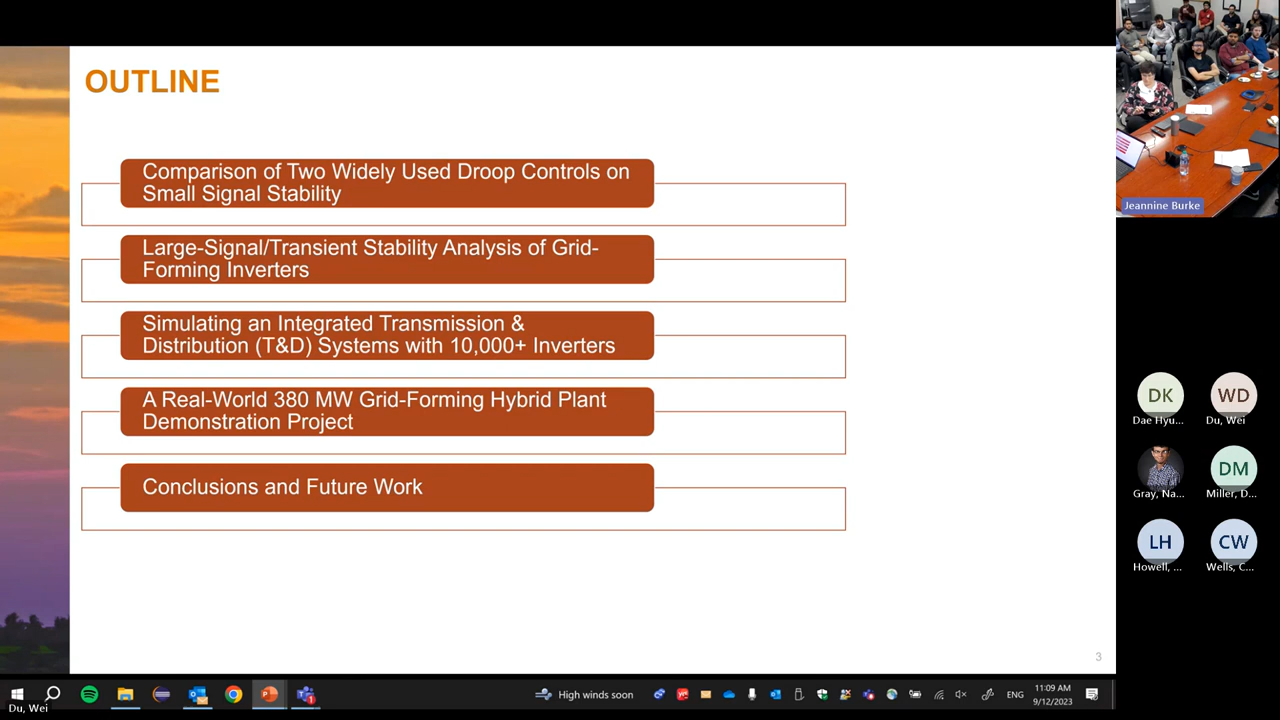 OUTLINE
Comparison of Two Widely Used Droop Controls on
Small Signal Stability
Large-Signal/Transient Stability Analysis of Grid-
Forming Inverters
Simulating an Integrated Transmission &
Distribution (T&D) Systems with 10,000+ Inverters
A Real-World 380 MW Grid-Forming Hybrid Plant
Demonstration Project
Conclusions and Future Work
3
Jeannine Burke
DK
WD
Dae Hyu...
Du, Wei
DM
Gray, Na...
Miller, D...
LH
CW
Howell, ...
Wells, C...
High winds soon
ENG
11:09 AM
9/12/2023
Du, Wei